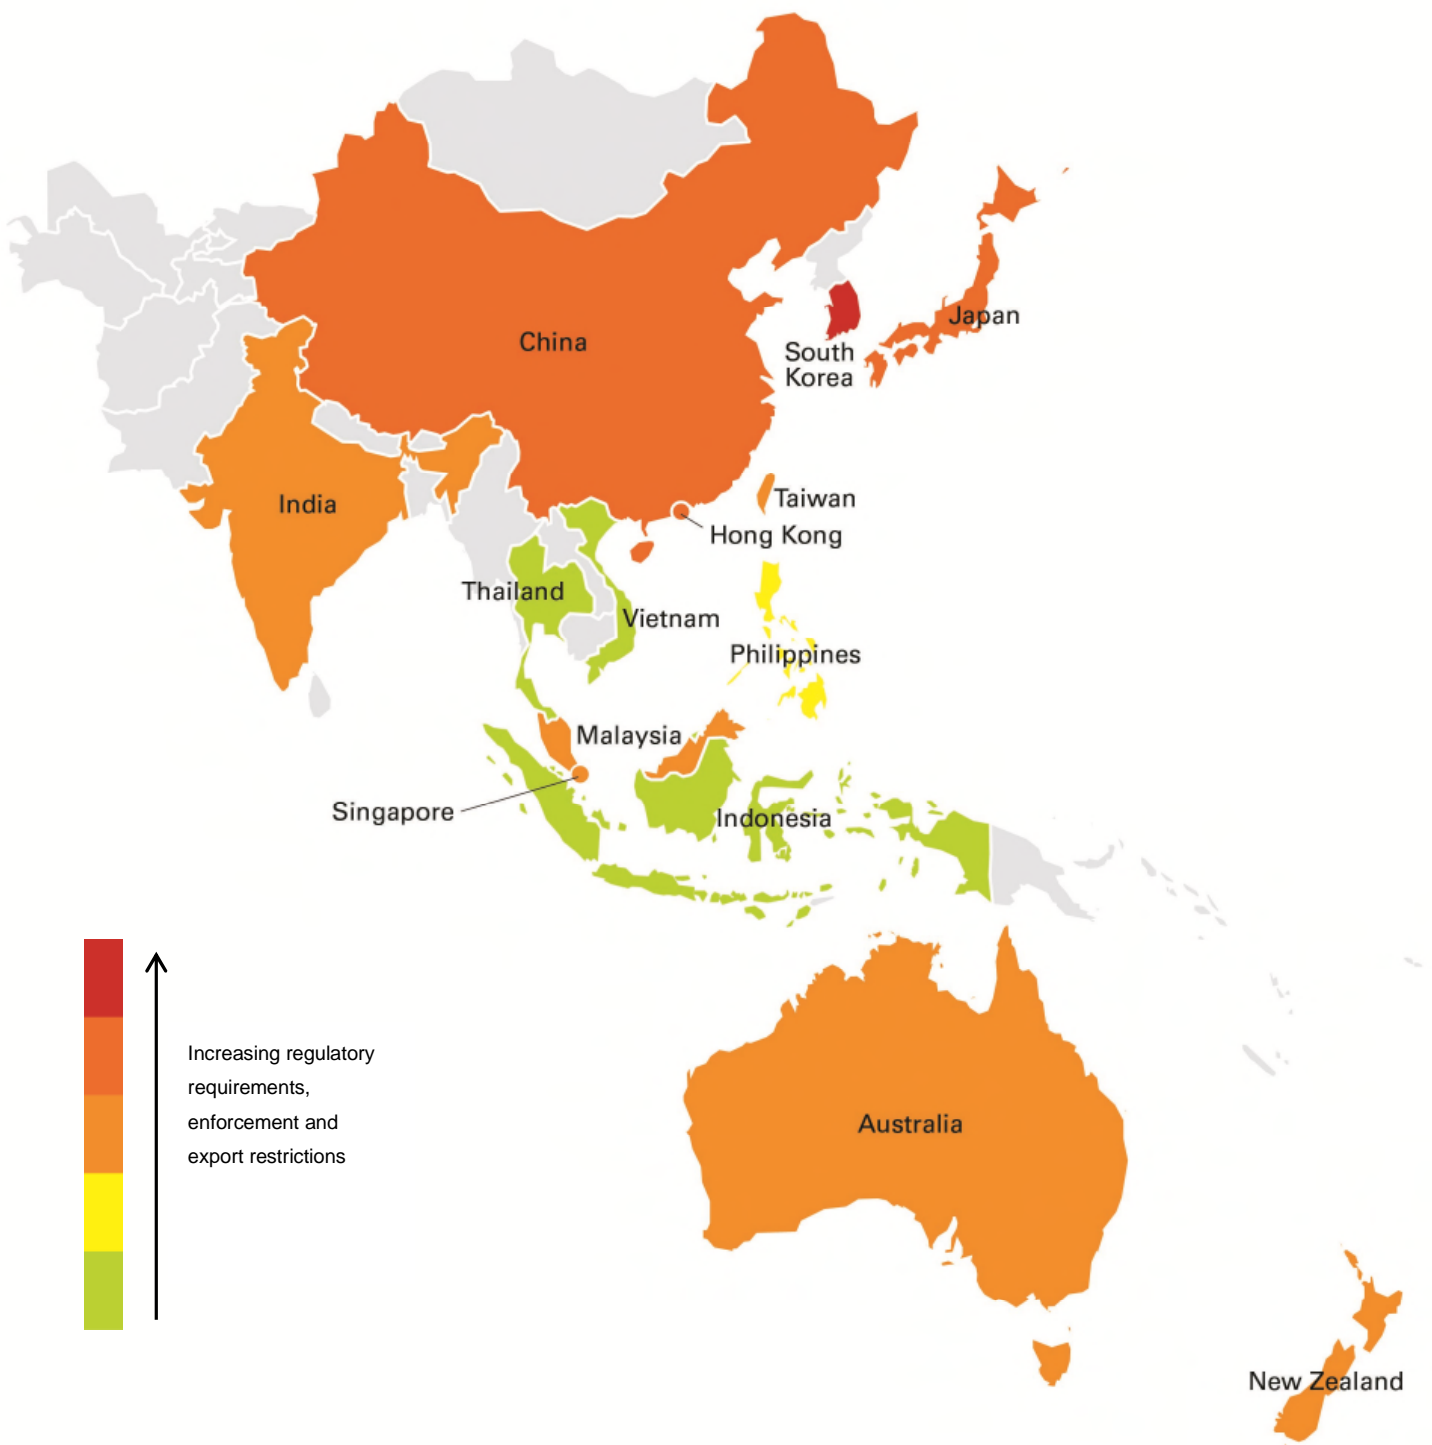 China
Japan
South
Korea
India
Taiwan
Hong Kong
Thailand
Vietnam
Philippines
Malaysia
Singapore
Indonesia
Increasing regulatory
requirements,
enforcement and
export restrictions
Australia
New Zealand